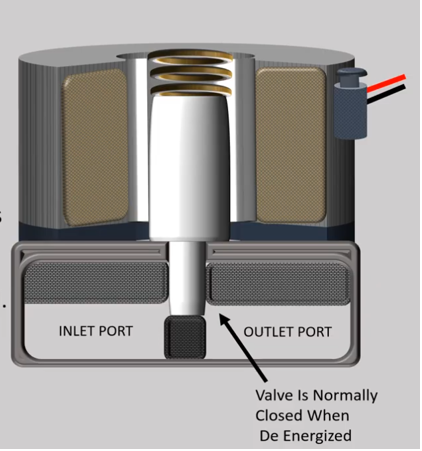 s
.
INLET PORT
OUTLET PORT
Valve Is Normally
Closed When
De Energized